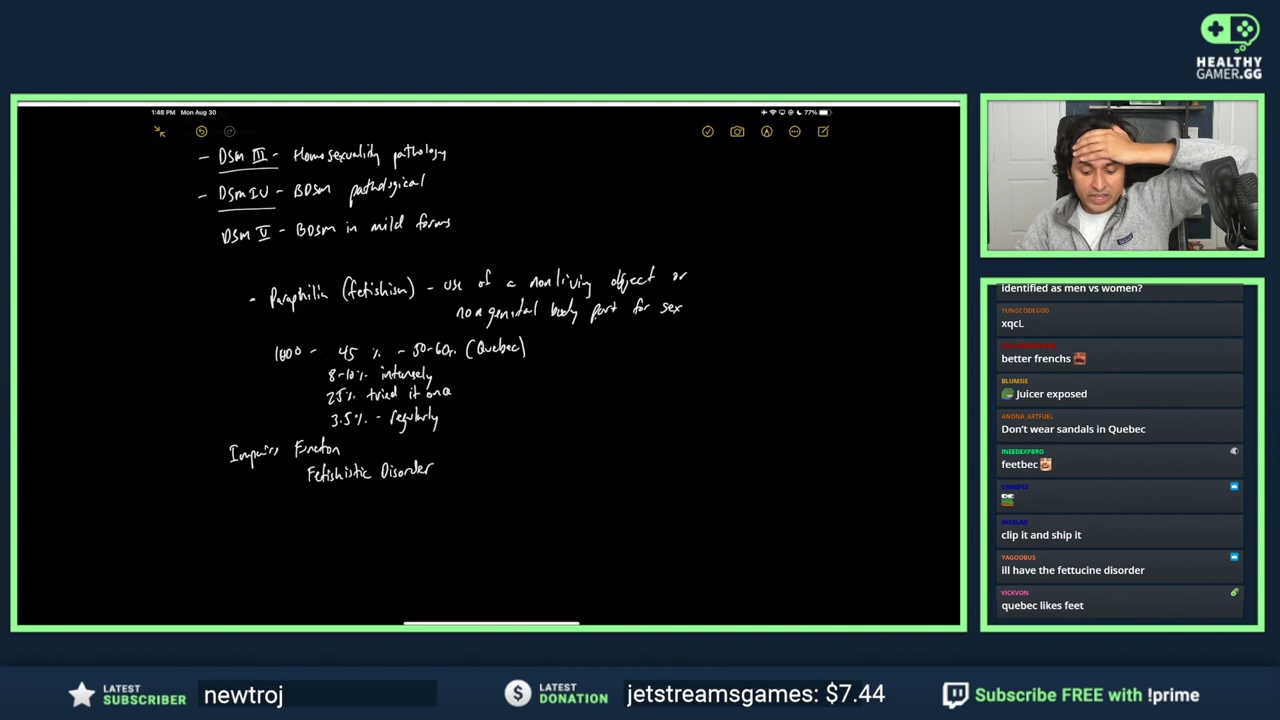 HEALTHY
GAMER.GG
1:48 PM Mon Aug 30
77%
- DSM III - Homosexuality pathology
- DSM IV - BDSM pathological
DSM V - BDSM in mild forms
- Paraphilia (fetishism) - use of a nonliving object or
non genital body part for sex
1000 - 45 % - 50-60% (Quebec)
8-10% intensely
25% tried it once
3.5% - regularly
Impairs Function
Fetishistic Disorder
identified as men vs women?
YUNGCODEGOD
xqcL
better frenchs
BLUMSIE
Juicer exposed
ANONA_ARTFUEL
Don't wear sandals in Quebec
INEEDEXPBRO
feetbec
clip it and ship it
YAGOOBUS
ill have the fettucine disorder
VICKVON
quebec likes feet
LATEST
SUBSCRIBER
newtroj
LATEST
DONATION
jetstreamsgames: $7.44
Subscribe FREE with !prime